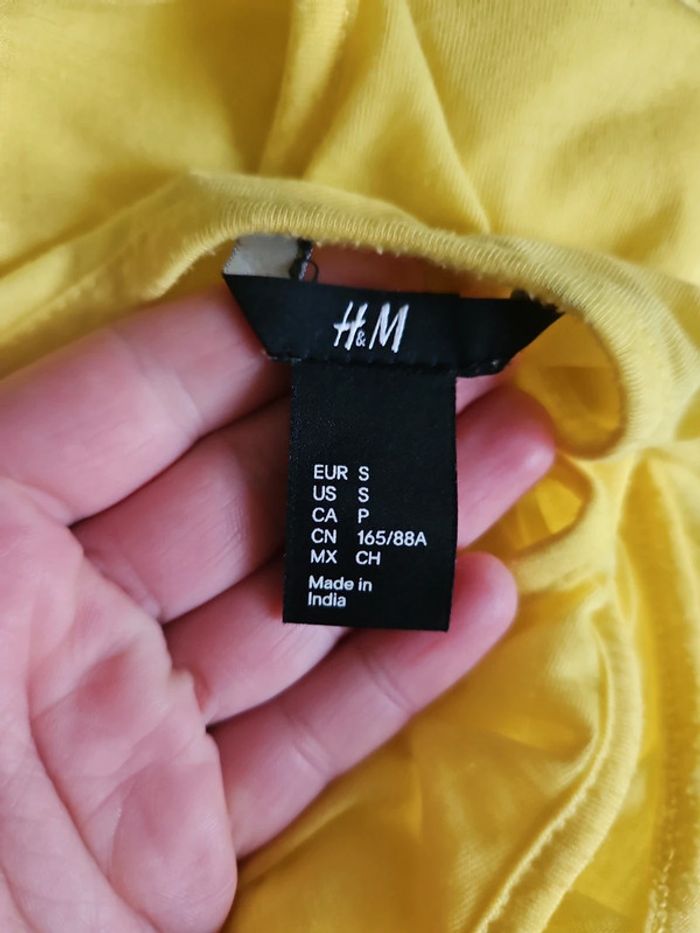 H&M
EUR S
US S
CA P
CN 165/88A
MX CH
Made in
India